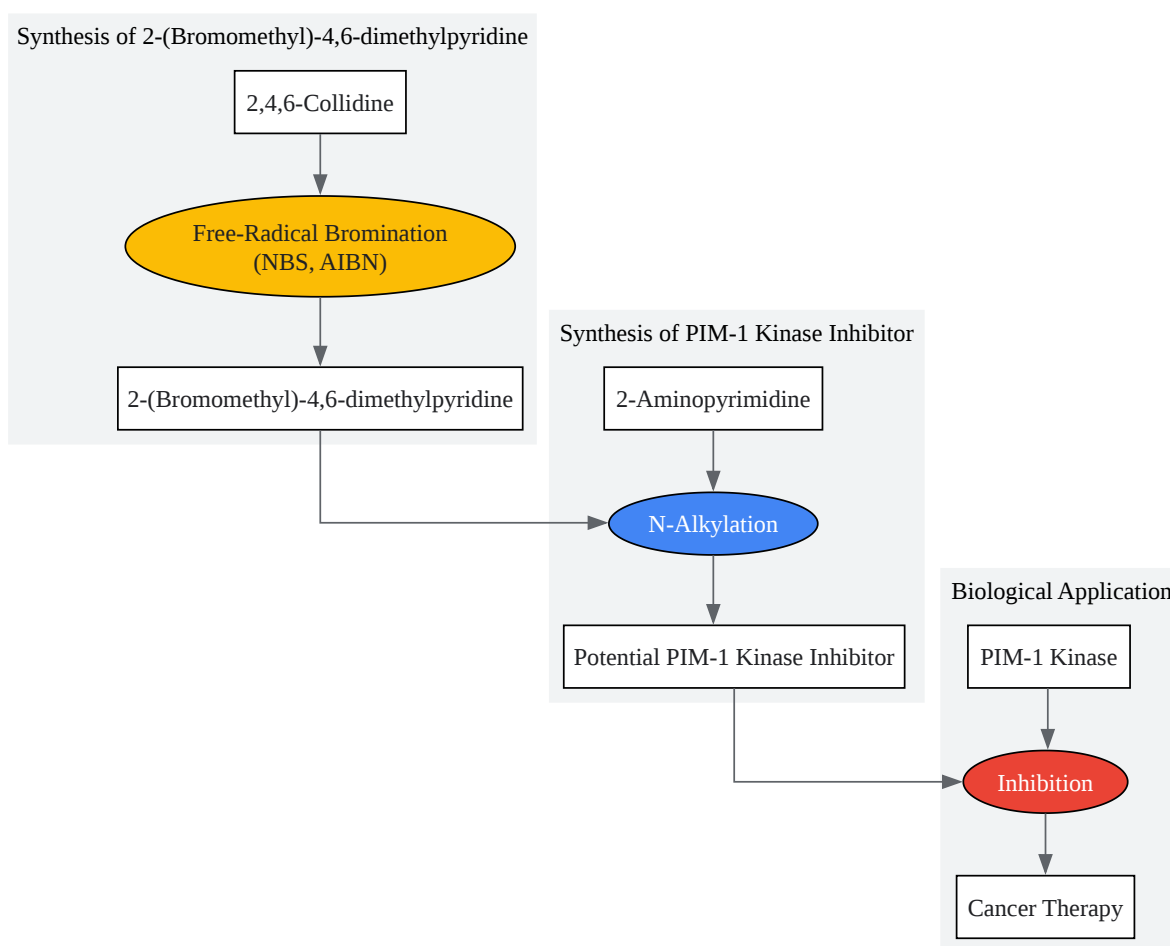 Synthesis of 2-(Bromomethyl)-4,6-dimethylpyridine
2,4,6-Collidine
Free-Radical Bromination
(NBS, AIBN)
2-(Bromomethyl)-4,6-dimethylpyridine
Synthesis of PIM-1 Kinase Inhibitor
2-Aminopyrimidine
N-Alkylation
Potential PIM-1 Kinase Inhibitor
Biological Application
PIM-1 Kinase
Inhibition
Cancer Therapy